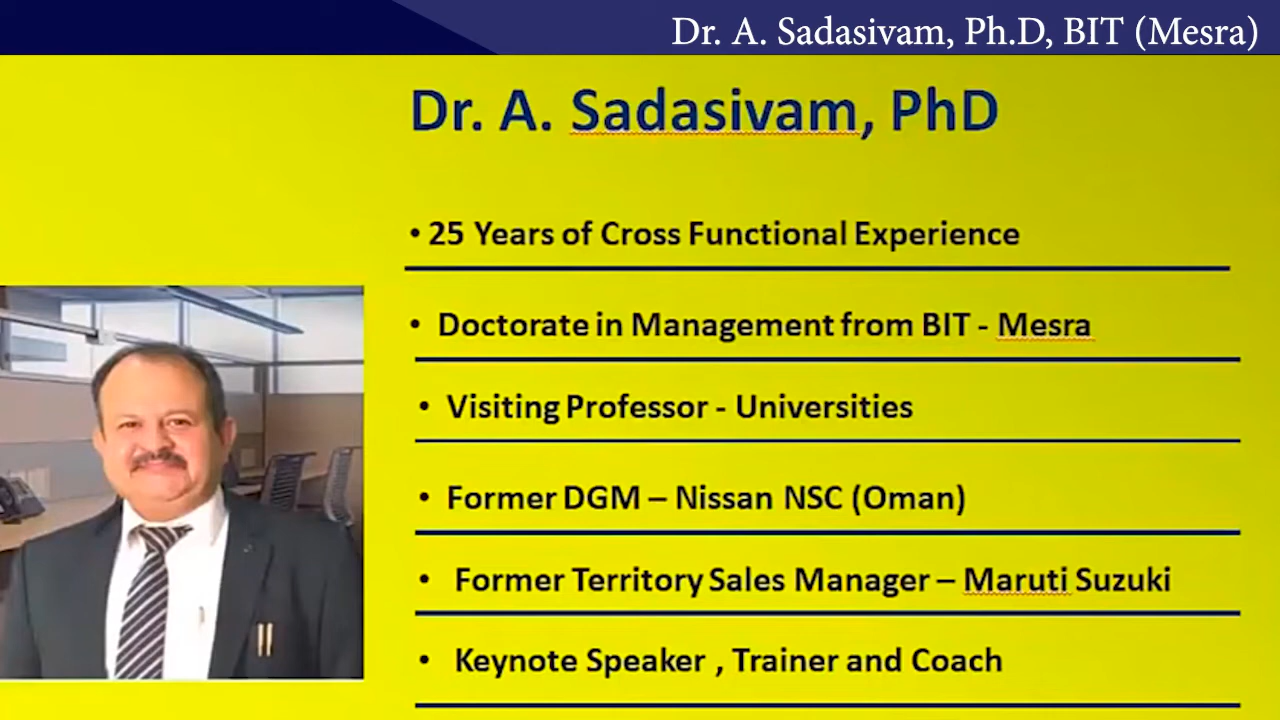 Dr. A. Sadasivam, Ph.D, BIT (Mesra)
Dr. A. Sadasivam, PhD
• 25 Years of Cross Functional Experience
• Doctorate in Management from BIT - Mesra
• Visiting Professor - Universities
• Former DGM – Nissan NSC (Oman)
• Former Territory Sales Manager – Maruti Suzuki
• Keynote Speaker , Trainer and Coach